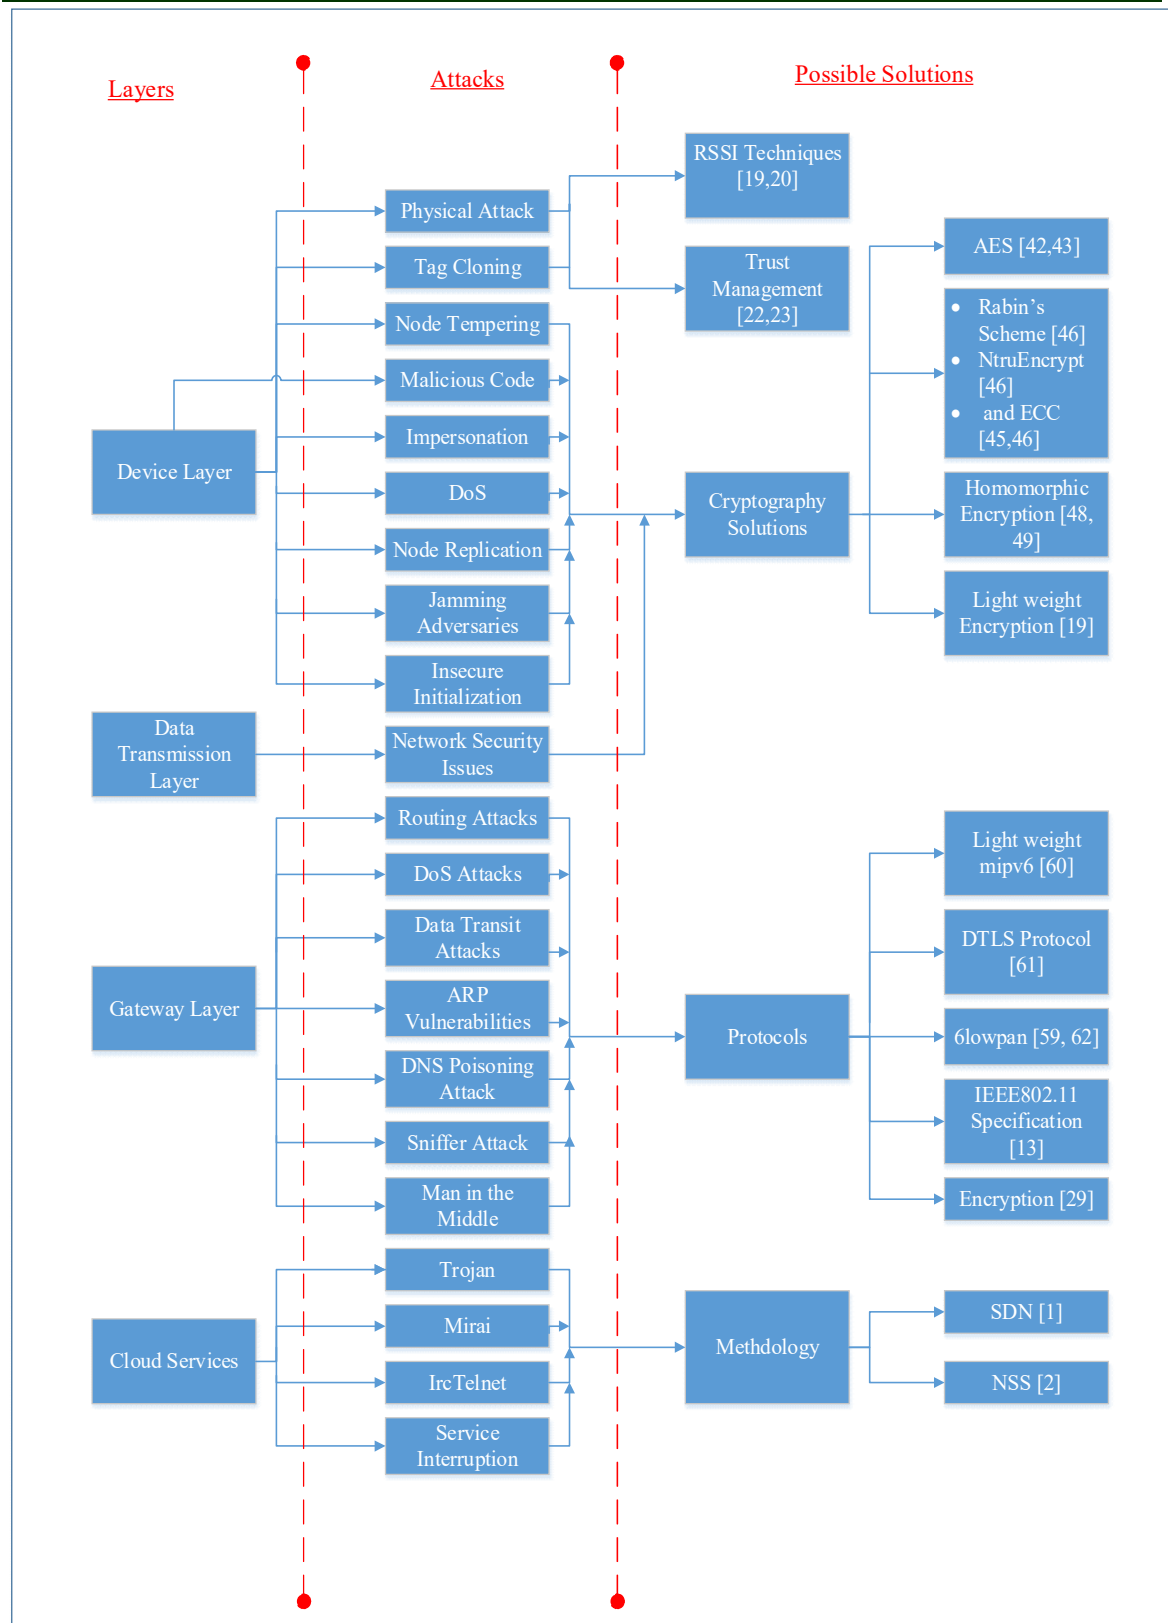 Layers
Attacks
Possible Solutions
Device Layer
Data
Transmission
Layer
Gateway Layer
Cloud Services
Physical Attack
Tag Cloning
Node Tempering
Malicious Code
Impersonation
DoS
Node Replication
Jamming
Adversaries
Insecure
Initialization
Network Security
Issues
Routing Attacks
DoS Attacks
Data Transit
Attacks
ARP
Vulnerabilities
DNS Poisoning
Attack
Sniffer Attack
Man in the
Middle
Trojan
Mirai
IrcTelnet
Service
Interruption
RSSI Techniques
[19,20]
Trust
Management
[22,23]
Cryptography
Solutions
Protocols
Methdology
AES [42,43]
• Rabin’s
Scheme [46]
• NtruEncrypt
[46]
• and ECC
[45,46]
Homomorphic
Encryption [48,
49]
Light weight
Encryption [19]
Light weight
mipv6 [60]
DTLS Protocol
[61]
6lowpan [59, 62]
IEEE802.11
Specification
[13]
Encryption [29]
SDN [1]
NSS [2]